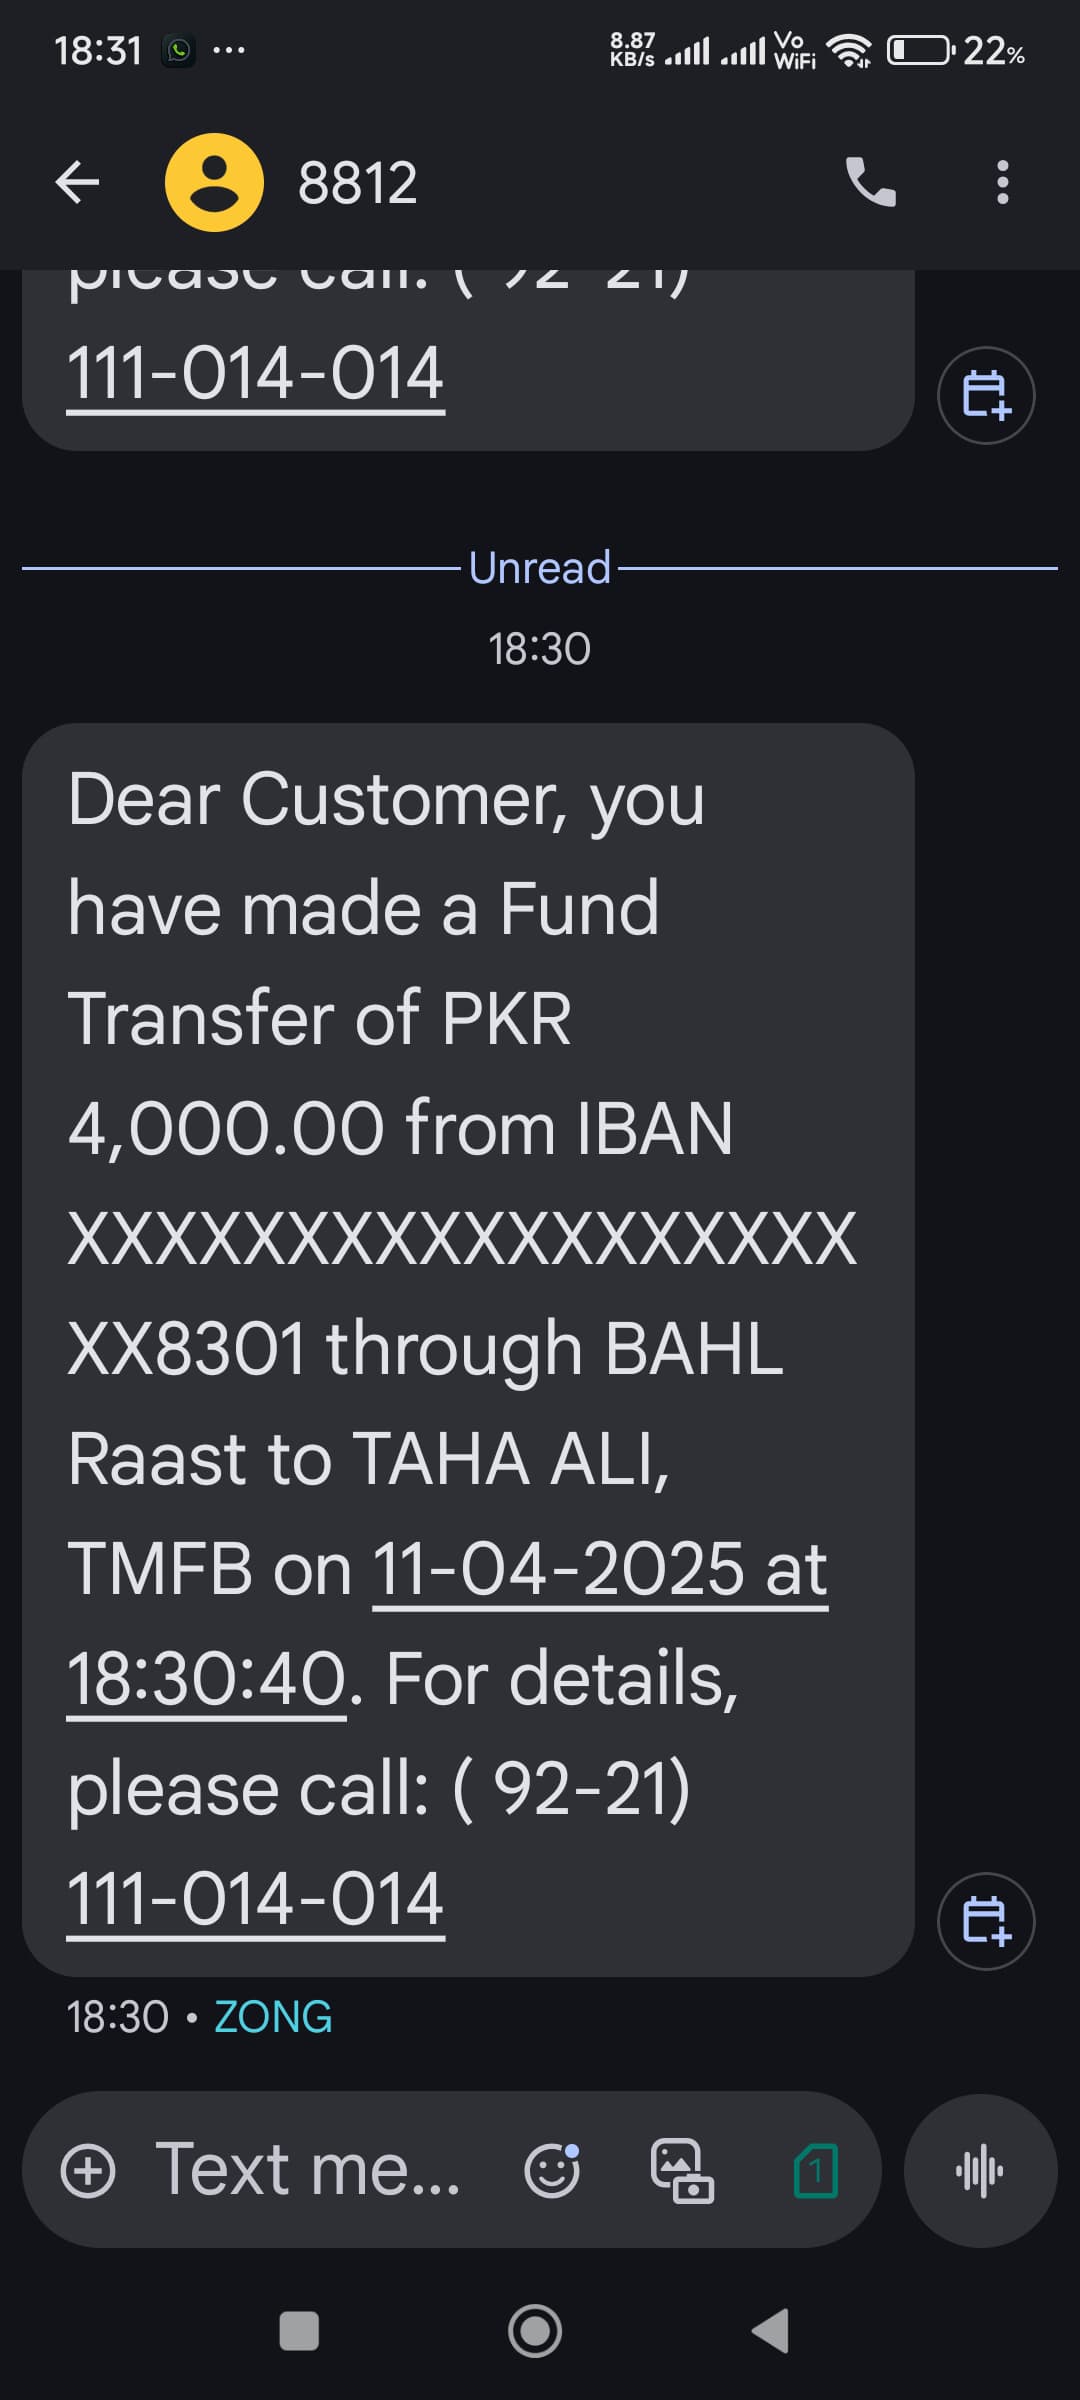 18:31 ... 8.87 KB/s Vo WiFi 22%
8812
please call: ( 92-21)
111-014-014
Unread
18:30
Dear Customer, you
have made a Fund
Transfer of PKR
4,000.00 from IBAN
XXXXXXXXXXXXXXXXXX
XX8301 through BAHL
Raast to TAHA ALI,
TMFB on 11-04-2025 at
18:30:40. For details,
please call: ( 92-21)
111-014-014
18:30 • ZONG
Text me...
1